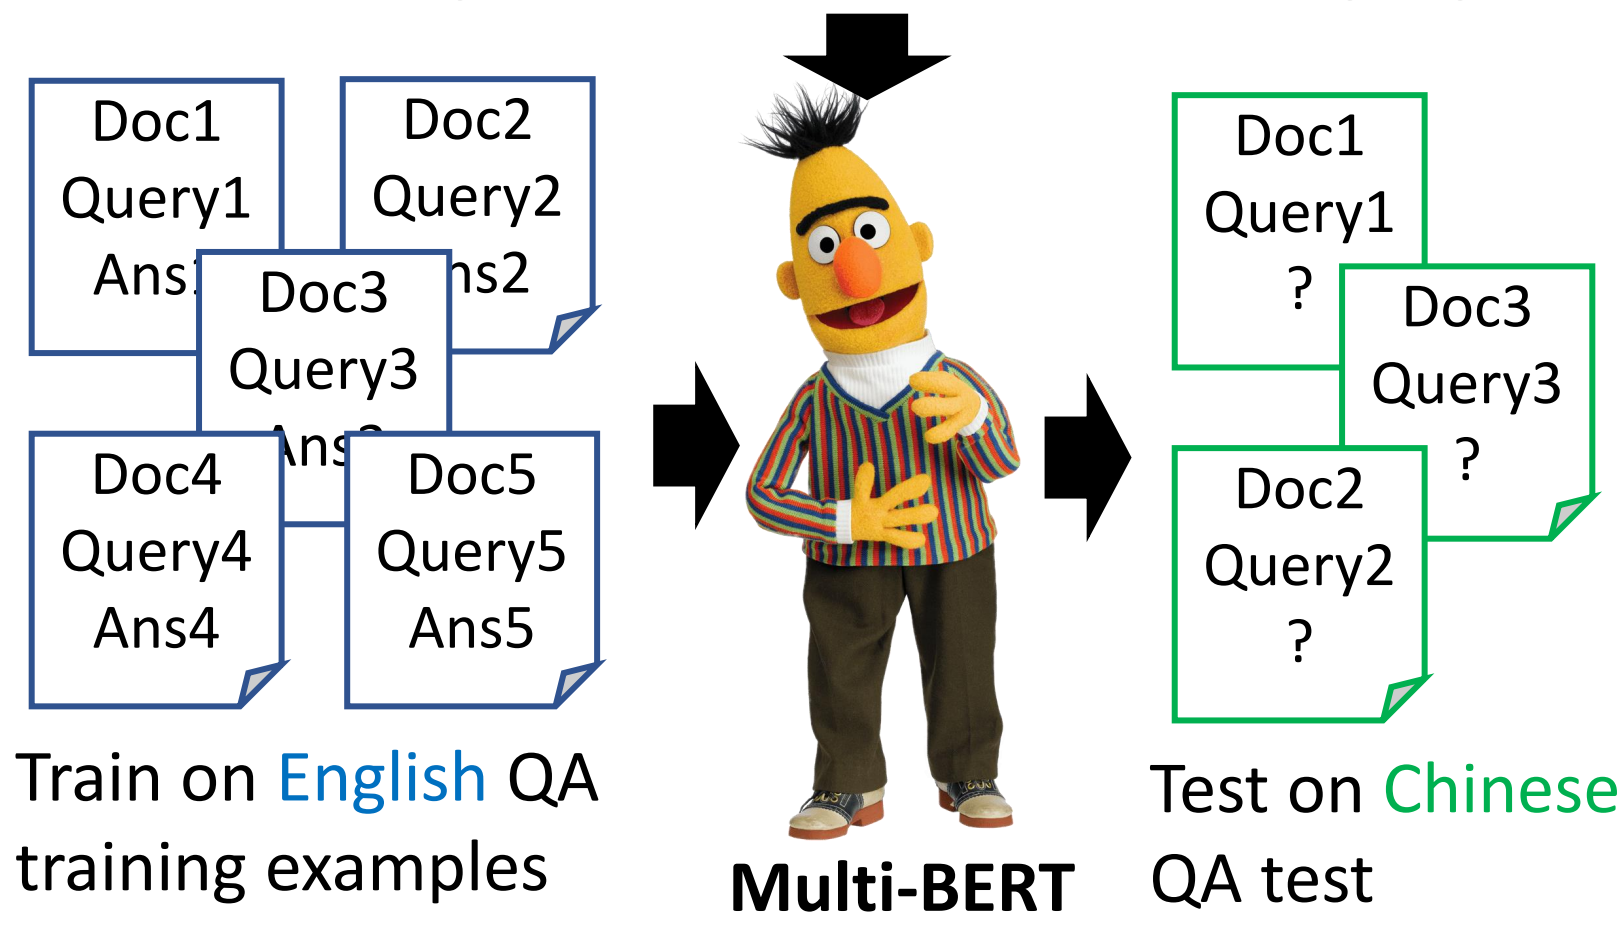 Doc1
Query1
Doc2
Query2
Doc3
Query3
Doc4
Query4
Ans4
Doc5
Query5
Ans5
Train on English QA
training examples
Multi-BERT
Doc1
Query1
?
Doc3
Query3
?
Doc2
Query2
?
Test on Chinese
QA test